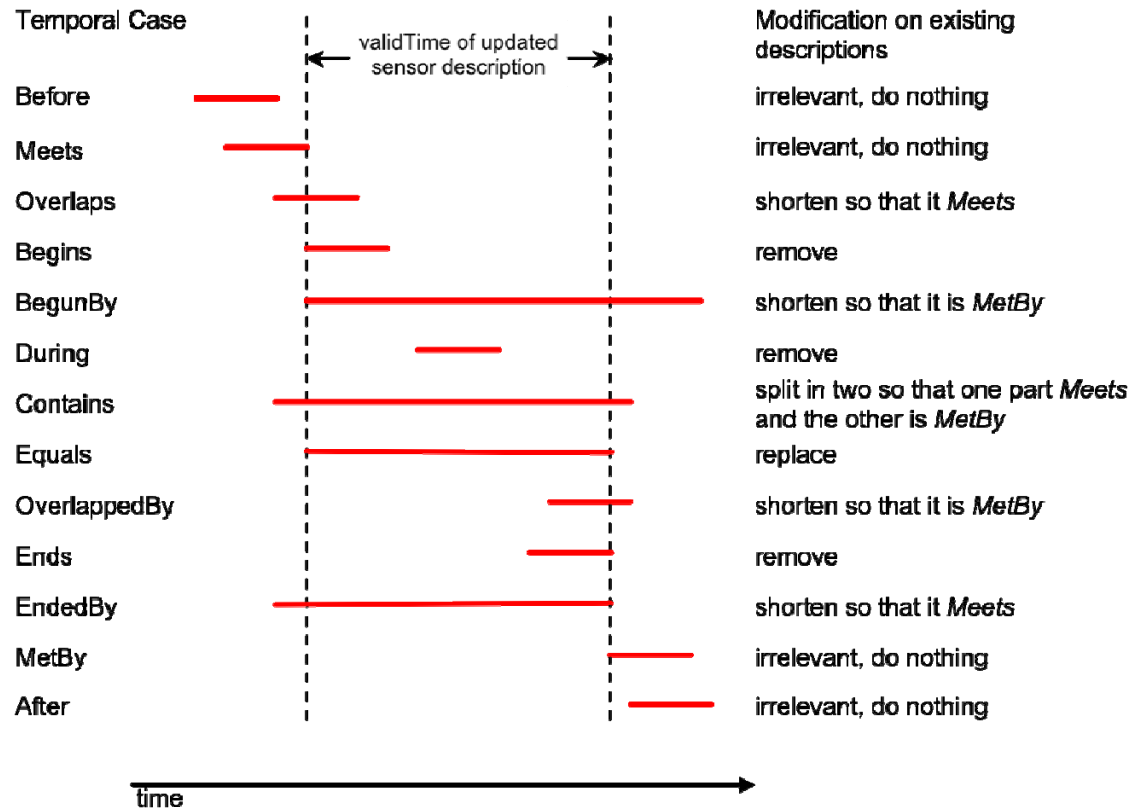 Temporal Case
validTime of updated
sensor description
Modification on existing
descriptions
Before
irrelevant, do nothing
Meets
irrelevant, do nothing
Overlaps
shorten so that it Meets
Begins
remove
BegunBy
shorten so that it is MetBy
During
remove
Contains
split in two so that one part Meets
and the other is MetBy
Equals
replace
OverlappedBy
shorten so that it is MetBy
Ends
remove
EndedBy
shorten so that it Meets
MetBy
irrelevant, do nothing
After
irrelevant, do nothing
time